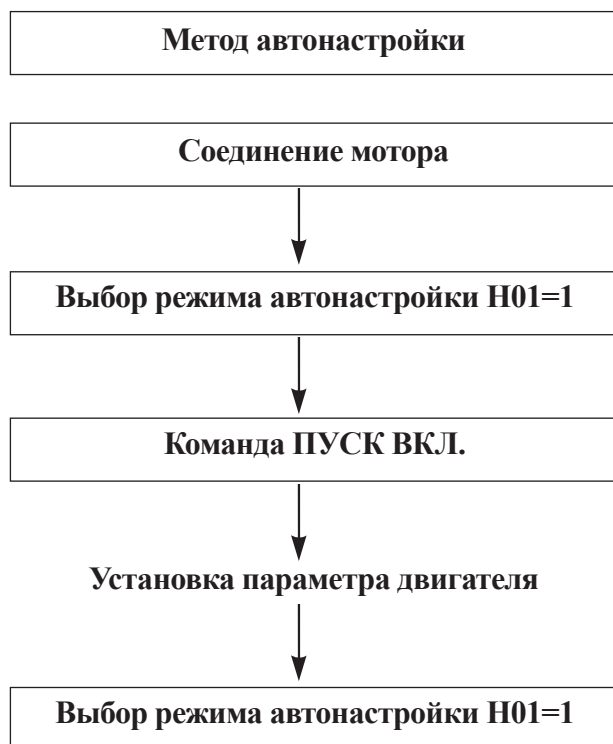 Метод автонастройки
Соединение мотора
Выбор режима автонастройки H01=1
Команда ПУСК ВКЛ.
Установка параметра двигателя
Выбор режима автонастройки H01=1